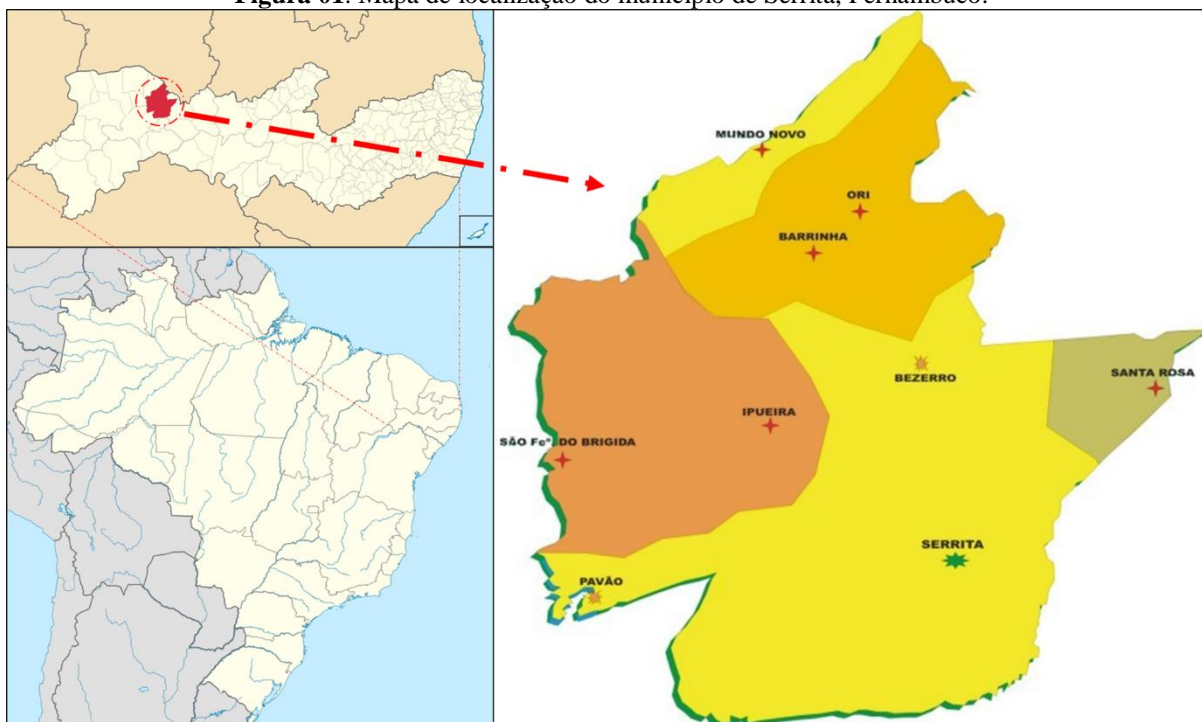 Figura 01. Mapa de localização do município de Serrita, Pernambuco.
MUNDO NOVO
ORI
BARRINHA
BEZERRO
SANTA ROSA
IPUEIRA
SÃO Fcº. DO BRIGIDA
SERRITA
PAVÃO